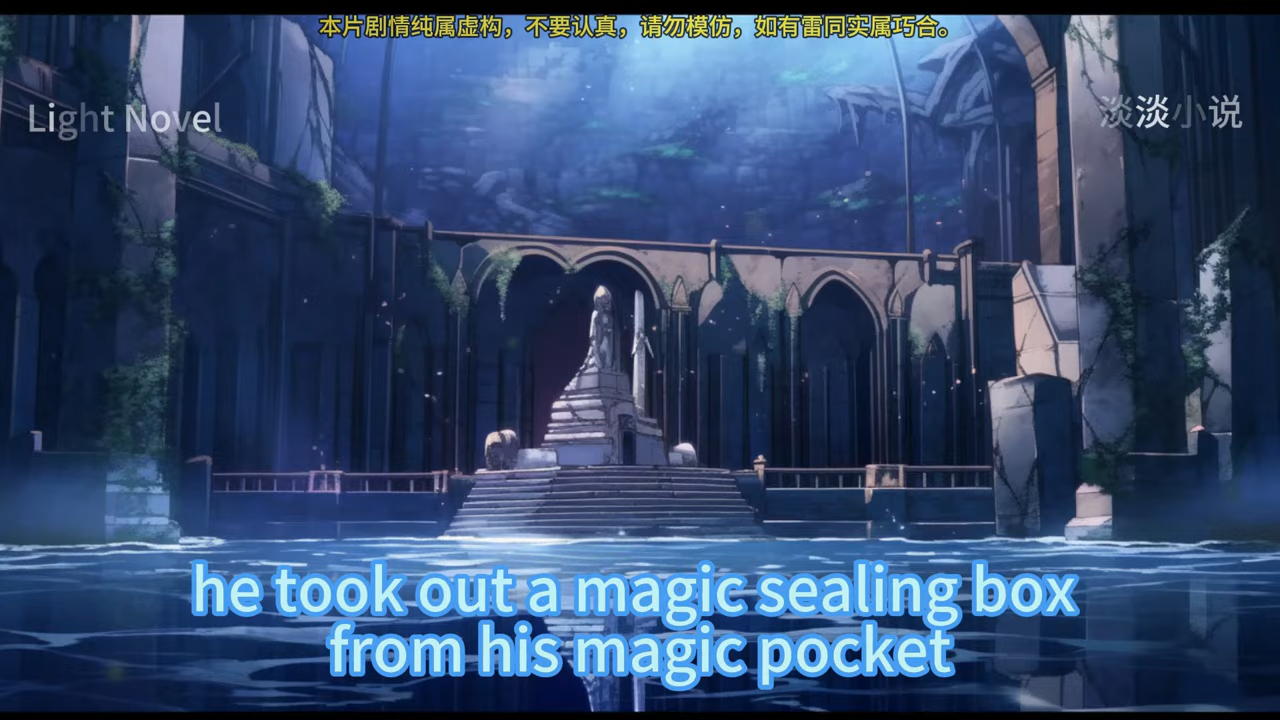 本片剧情纯属虚构，不要认真，请勿模仿，如有雷同实属巧合。
Light Novel
淡淡小说
he took out a magic sealing box
from his magic pocket